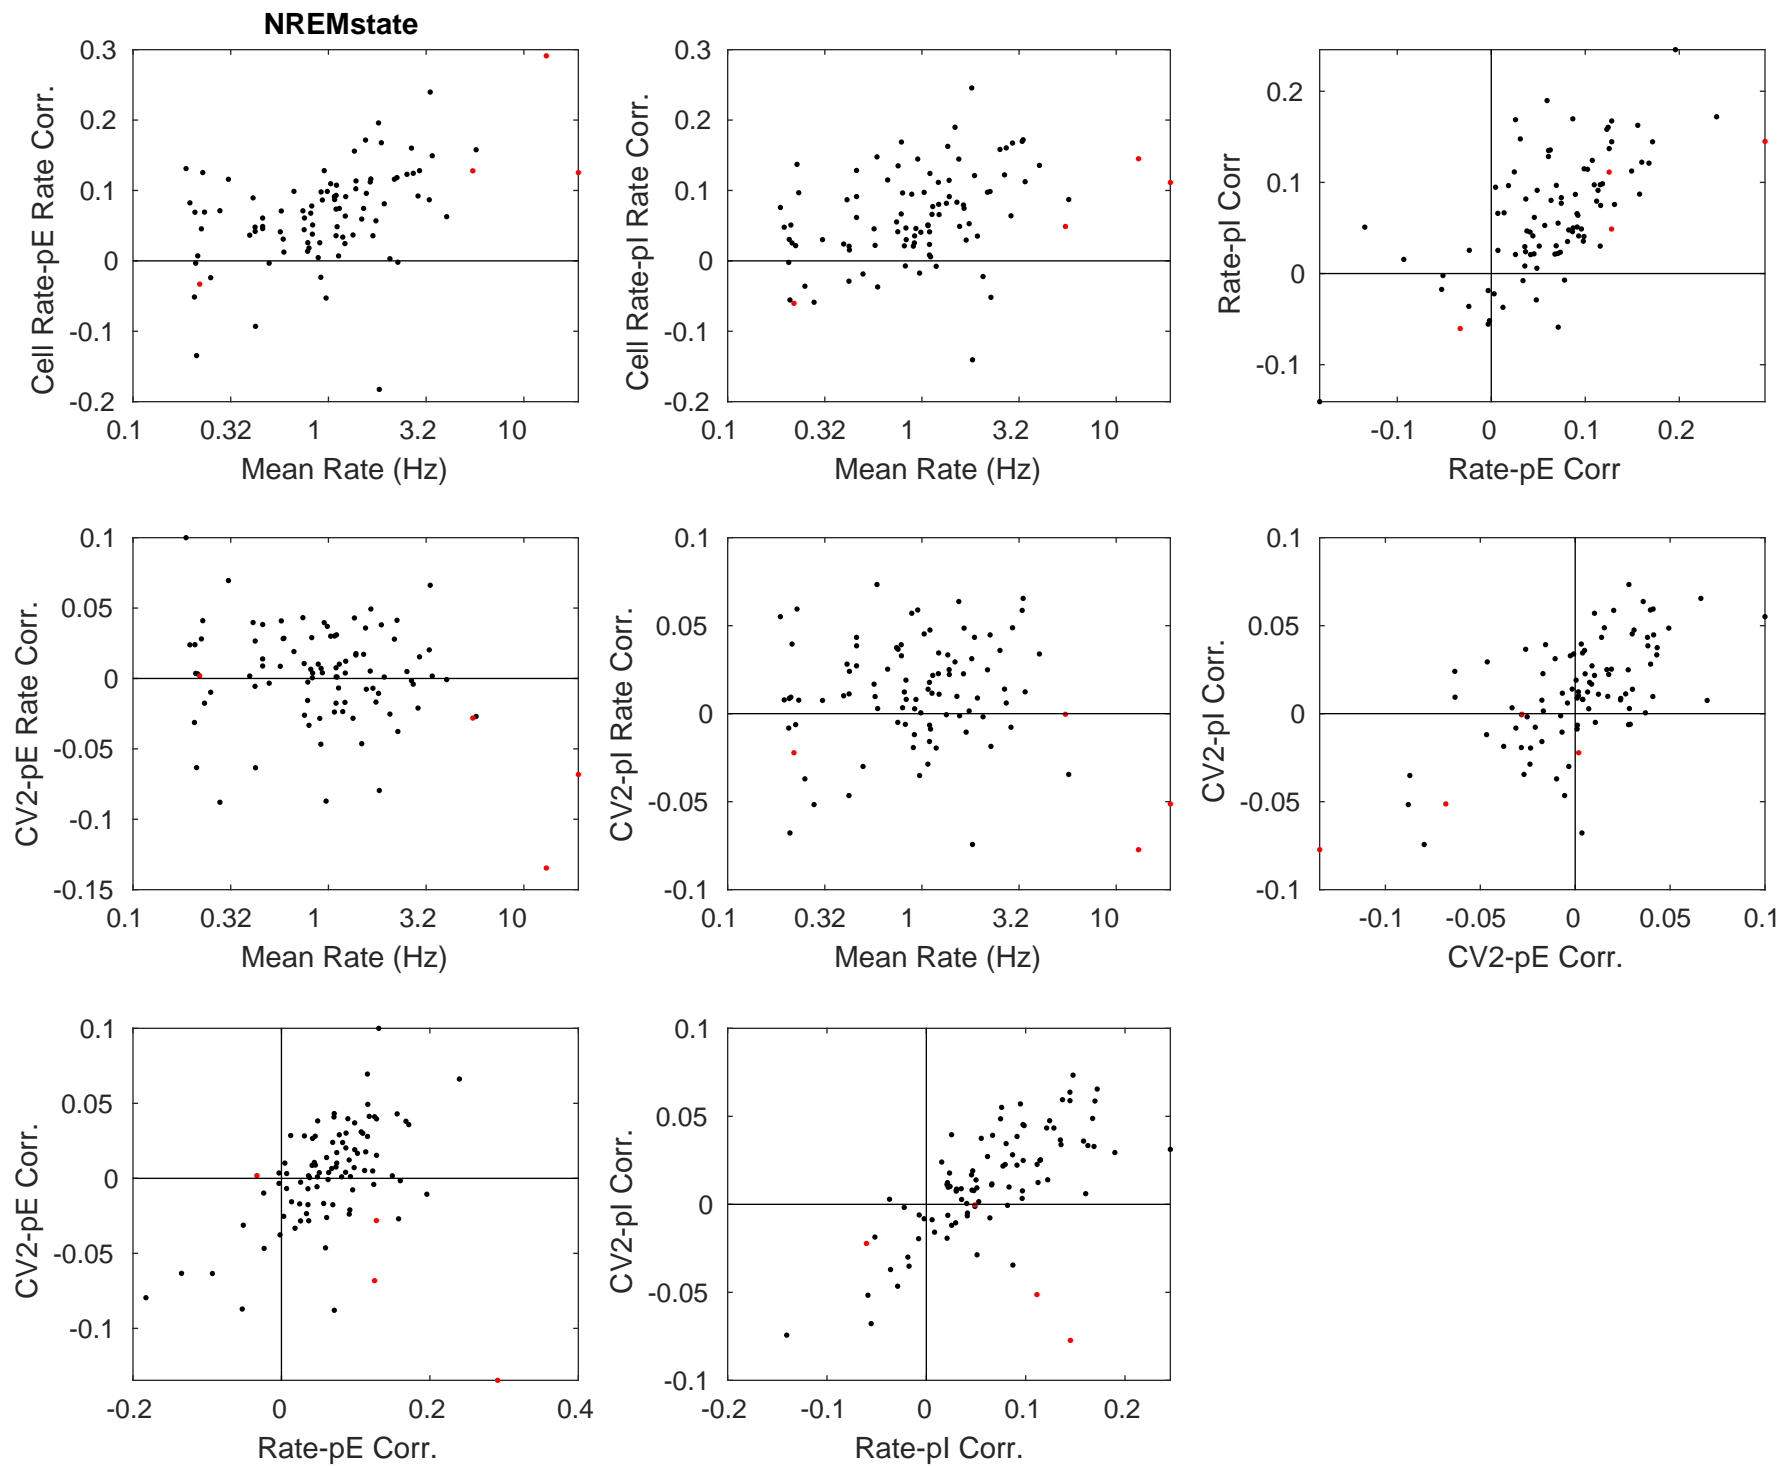 NREMstate
0.3
0.2
0.1
0
-0.1
-0.2
Cell Rate-pE Rate Corr.
0.1 0.32 1 3.2 10
Mean Rate (Hz)
0.3
0.2
0.1
0
-0.1
-0.2
Cell Rate-pI Rate Corr.
0.1 0.32 1 3.2 10
Mean Rate (Hz)
0.2
0.1
0
-0.1
Rate-pI Corr
-0.1 0 0.1 0.2
Rate-pE Corr
0.1
0.05
0
-0.05
-0.1
-0.15
CV2-pE Rate Corr.
0.1 0.32 1 3.2 10
Mean Rate (Hz)
0.1
0.05
0
-0.05
-0.1
CV2-pI Rate Corr.
0.1 0.32 1 3.2 10
Mean Rate (Hz)
0.1
0.05
0
-0.05
-0.1
CV2-pI Corr.
-0.1 -0.05 0 0.05 0.1
CV2-pE Corr.
0.1
0.05
0
-0.05
-0.1
CV2-pE Corr.
-0.2 0 0.2 0.4
Rate-pE Corr.
0.1
0.05
0
-0.05
-0.1
CV2-pI Corr.
-0.2 -0.1 0 0.1 0.2
Rate-pI Corr.